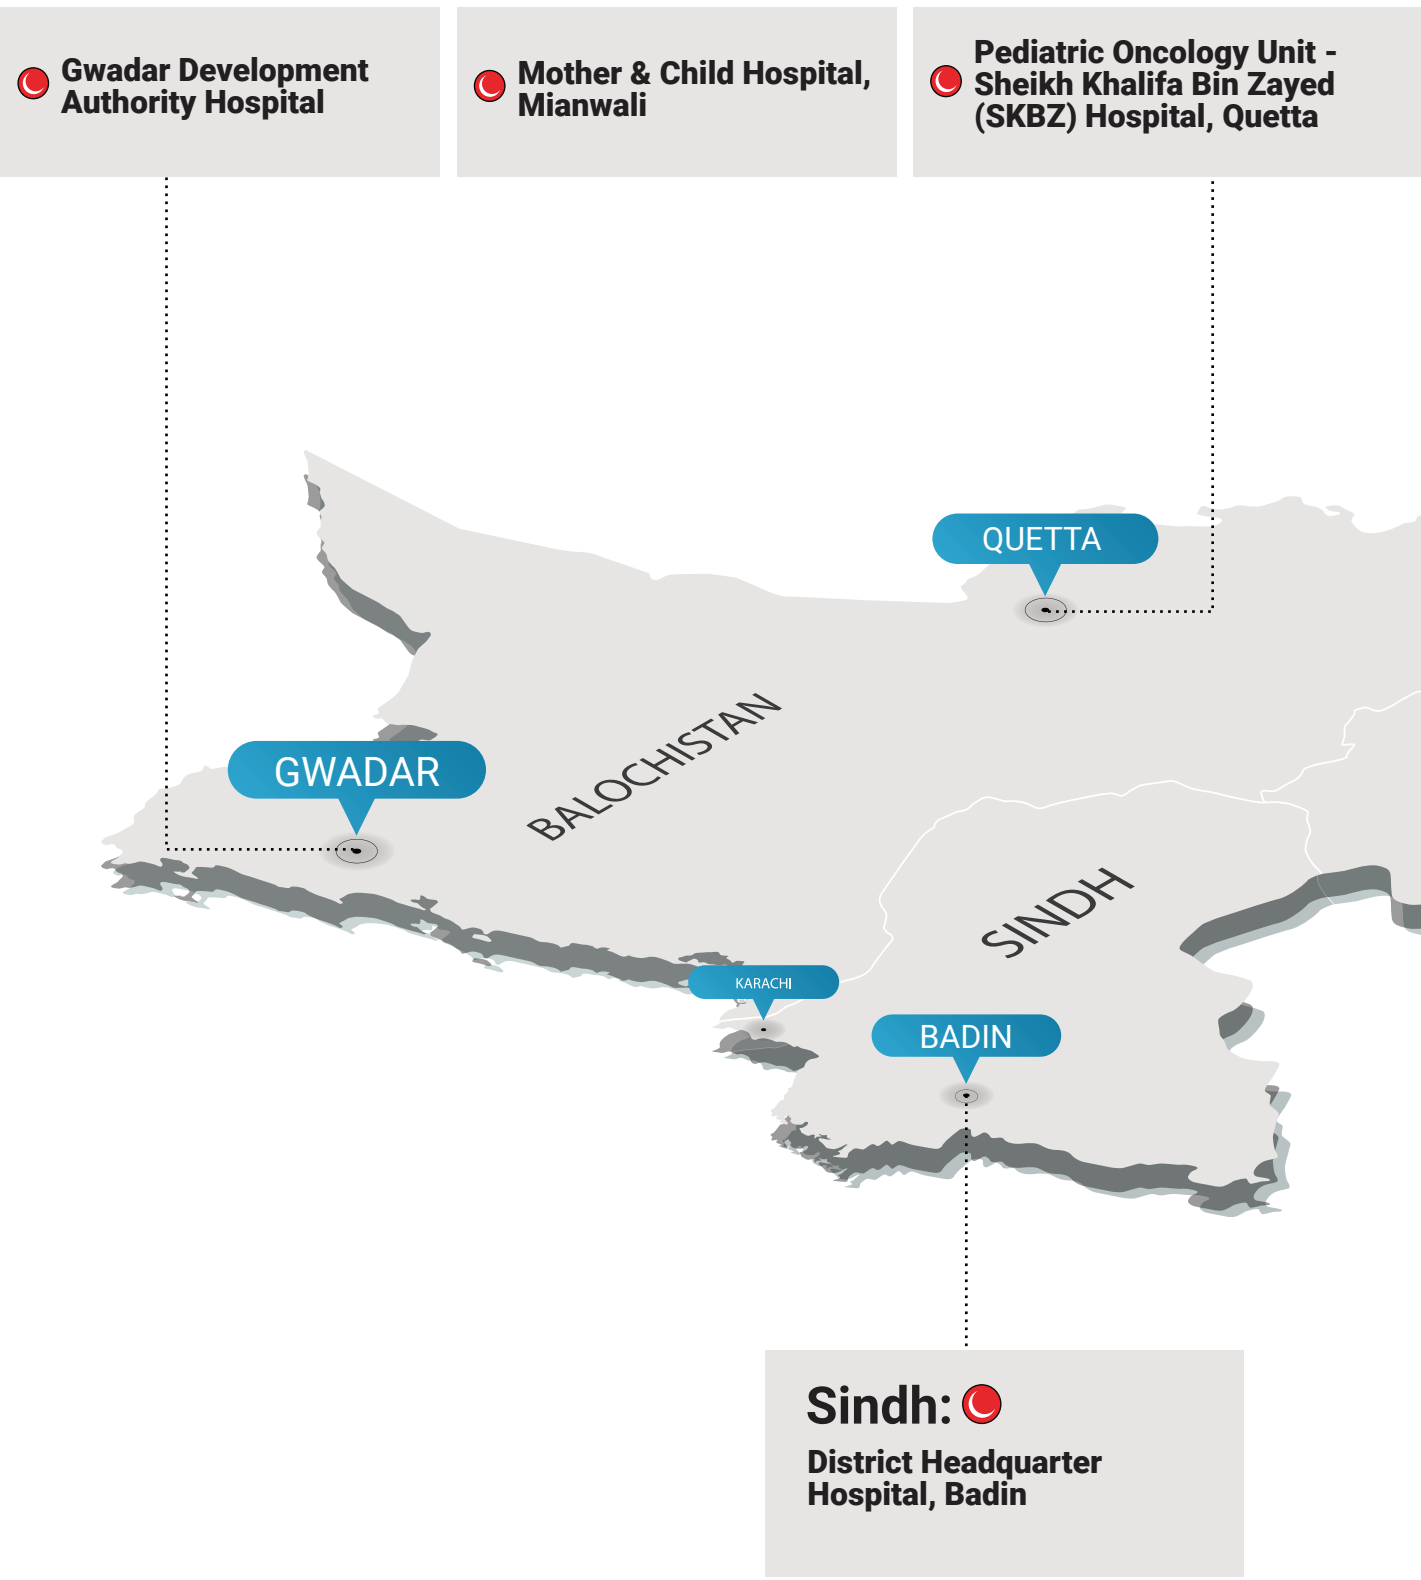 Gwadar Development
Authority Hospital
Mother & Child Hospital,
Mianwali
Pediatric Oncology Unit -
Sheikh Khalifa Bin Zayed
(SKBZ) Hospital, Quetta
QUETTA
BALOCHISTAN
GWADAR
SINDH
KARACHI
BADIN
Sindh:
District Headquarter
Hospital, Badin